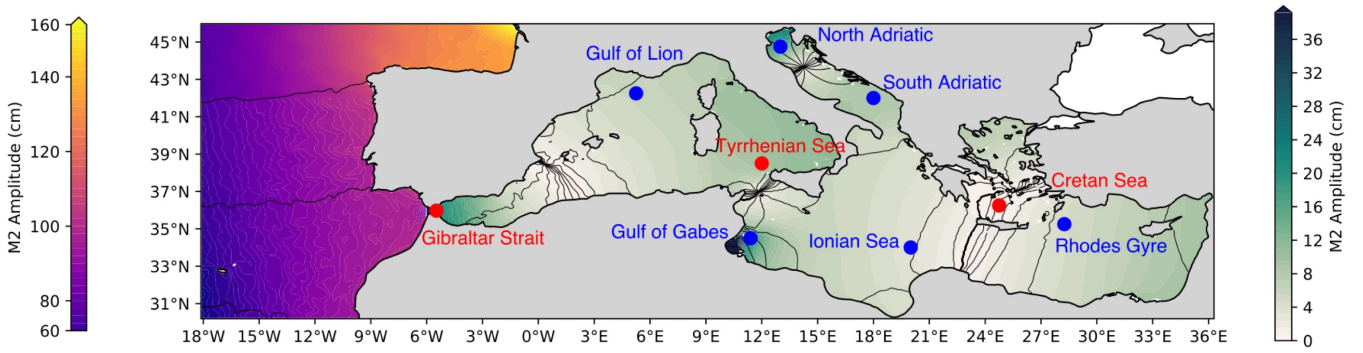 160
140
120
100
80
60
M2 Amplitude (cm)
45°N
43°N
41°N
39°N
37°N
35°N
33°N
31°N
18°W
15°W
12°W
9°W
6°W
3°W
0°W
3°E
6°E
9°E
12°E
15°E
18°E
21°E
24°E
27°E
30°E
33°E
36°E
North Adriatic
Gulf of Lion
South Adriatic
Tyrrhenian Sea
Cretan Sea
Gibraltar Strait
Gulf of Gabes
Ionian Sea
Rhodes Gyre
36
32
28
24
20
16
12
8
4
0
M2 Amplitude (cm)